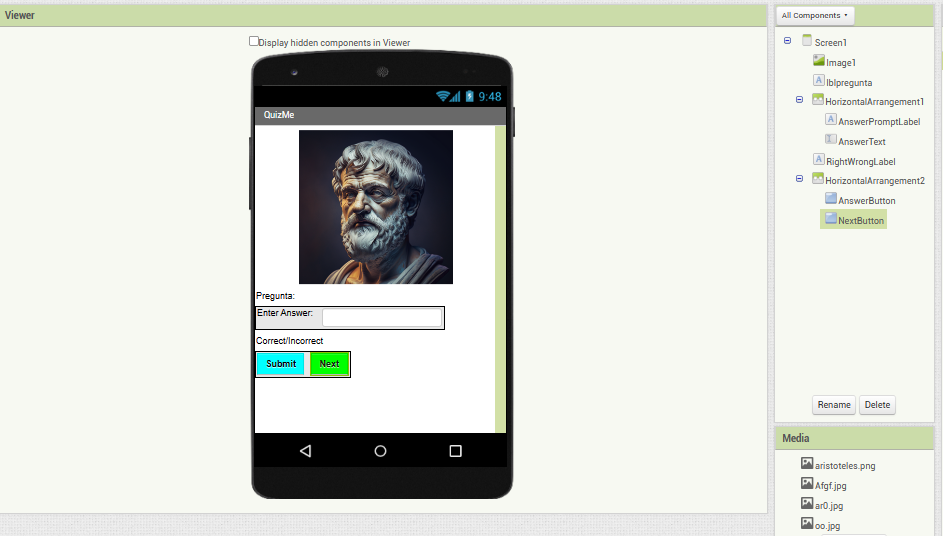 Viewer
Display hidden components in Viewer
9:48
QuizMe
Pregunta:
Enter Answer:
Correct/Incorrect
Submit Next
All Components
Screen1
Image1
lblpregunta
HorizontalArrangement1
AnswerPromptLabel
AnswerText
RightWrongLabel
HorizontalArrangement2
AnswerButton
NextButton
Rename Delete
Media
aristoteles.png
Afgf.jpg
ar0.jpg
oo.jpg